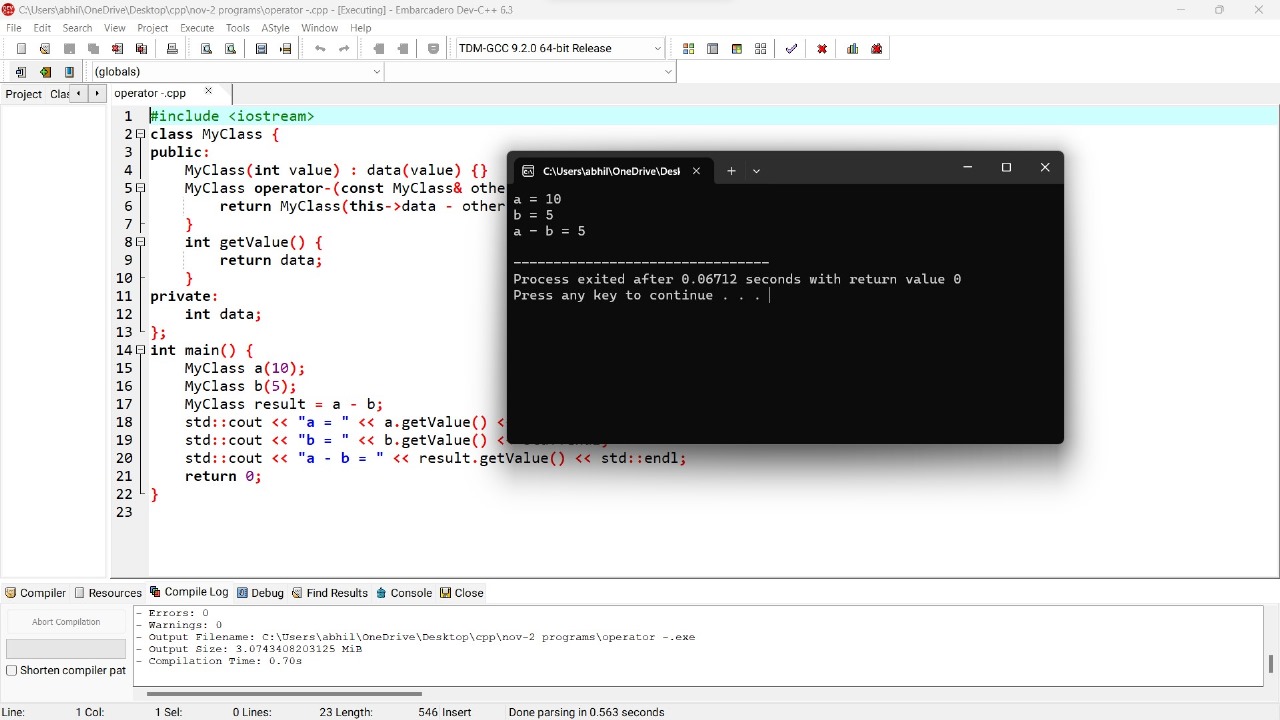 C:\Users\abhil\OneDrive\Desktop\cpp\nov-2 programs\operator -.cpp - [Executing] - Embarcadero Dev-C++ 6.3
File Edit Search View Project Execute Tools AStyle Window Help
TDM-GCC 9.2.0 64-bit Release
(globals)
Project operator -.cpp
1 #include <iostream>
2 class MyClass {
3 public:
4 MyClass(int value) : data(value) {}
5 MyClass operator-(const MyClass&
6 return MyClass(this->data - other
7 }
8 int getValue() {
9 return data;
10 }
11 private:
12 int data;
13 };
14 int main() {
15 MyClass a(10);
16 MyClass b(5);
17 MyClass result = a - b;
18 std::cout << "a = " << a.getValue()
19 std::cout << "b = " << b.getValue()
20 std::cout << "a - b = " << result.getValue() << std::endl;
21 return 0;
22 }
23
C:\Users\abhil\OneDrive\Desl
a = 10
b = 5
a - b = 5
--------------------------------
Process exited after 0.06712 seconds with return value 0
Press any key to continue . . .
Compiler Resources Compile Log Debug Find Results Console Close
Abort Compilation
Shorten compiler pat
- Errors: 0
- Warnings: 0
- Output Filename: C:\Users\abhil\OneDrive\Desktop\cpp\nov-2 programs\operator -.exe
- Output Size: 3.0743408203125 MiB
- Compilation Time: 0.70s
Line: 1 Col: 1 Sel: 0 Lines: 23 Length: 546 Insert Done parsing in 0.563 seconds